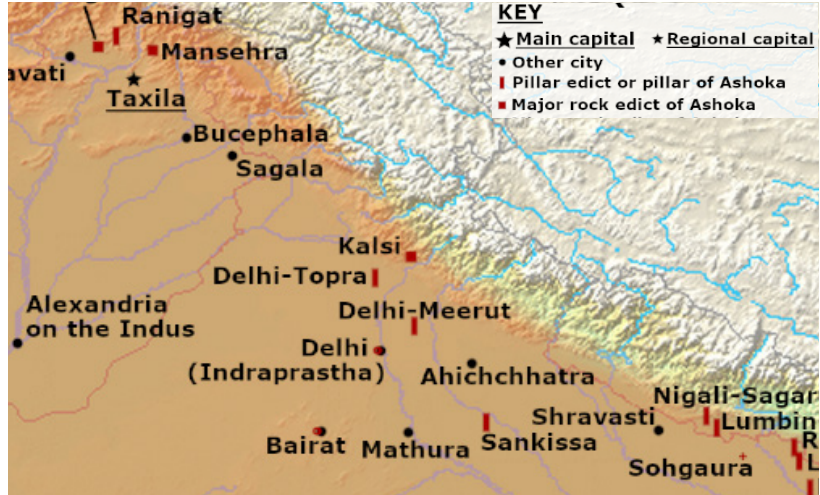 Ranigat
Mansehra
avati
Taxila
KEY
Main capital
Regional capital
Other city
Pillar edict or pillar of Ashoka
Major rock edict of Ashoka
Bucephala
Sagala
Kalsi
Delhi-Topra
Alexandria
on the Indus
Delhi-Meerut
Delhi
(Indraprastha)
Ahichchhatra
Nigali-Sagar
Shravasti
Lumbin
Bairat
Mathura
Sankissa
R
Sohgaura
L